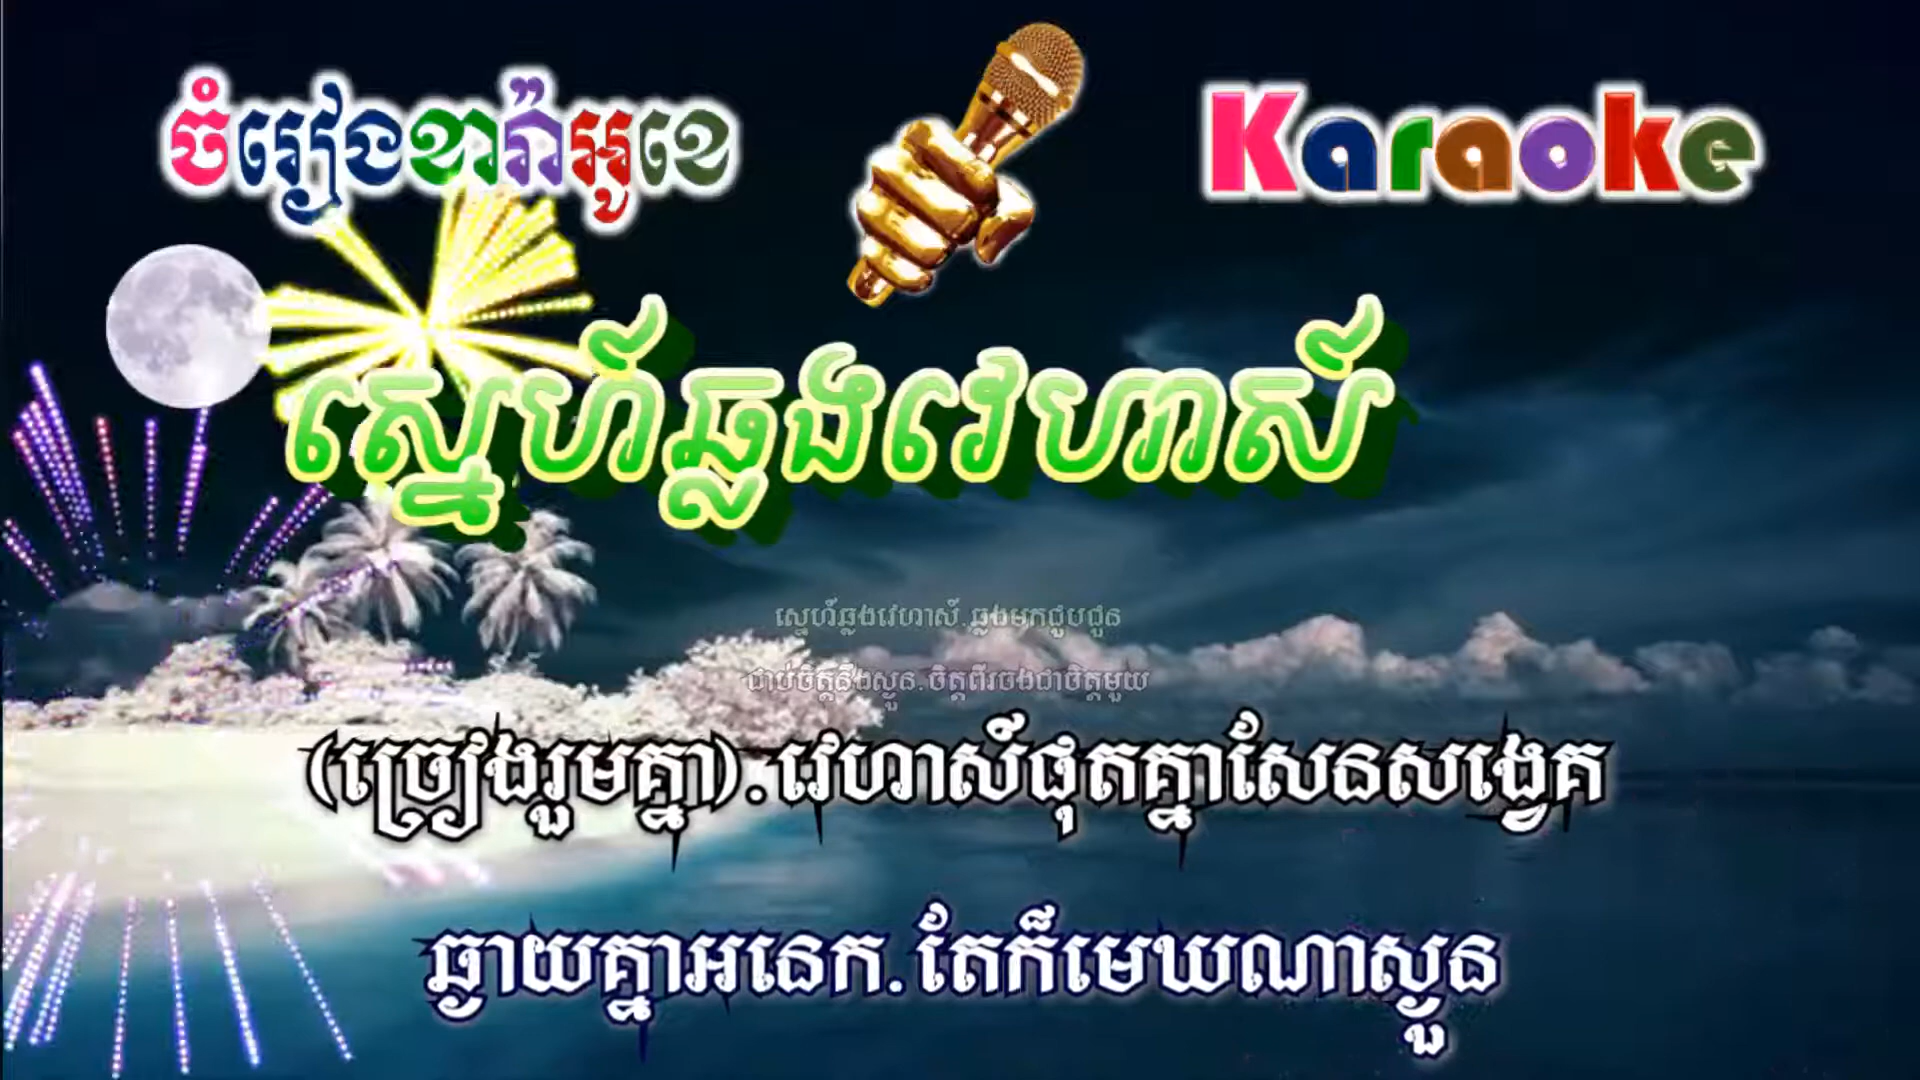 ចំរៀងខារ៉ាអូខេ
Karaoke
ស្នេហ៍ឆ្លងវេហាស៍
ស្នេហ៍ឆ្លងវេហាស៍.ឆ្លងមកជួបជួន
ជាប់ចិត្តនឹងស្ងួន.ចិត្តពីរចងជាចិត្តមួយ
(ច្រៀងរួមគ្នា).វេហាស៍ផុតគ្នាសែនសង្វេគ
ឆ្ងាយគ្នាអនេក.តែក៏មេឃណាស្ងួន